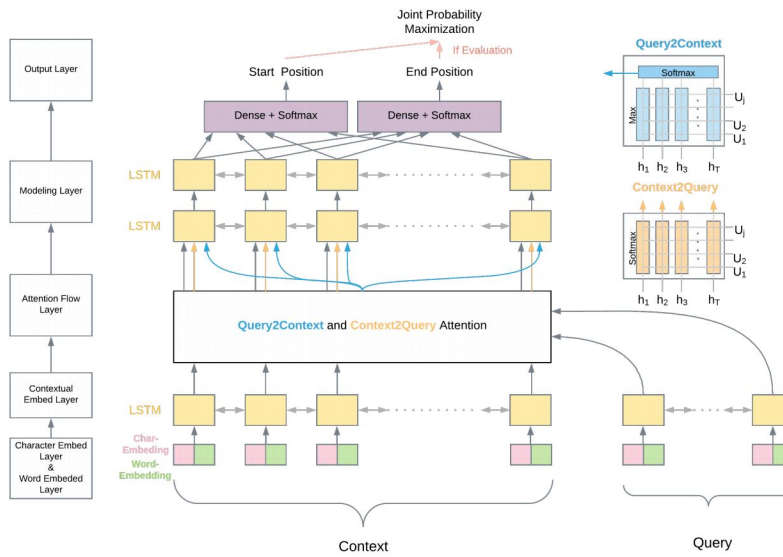 Joint Probability
Maximization
If Evaluation
Start Position
End Position
Dense + Softmax
Dense + Softmax
LSTM
LSTM
Query2Context and Context2Query Attention
LSTM
Char-
Embeding
Word-
Embedding
Context
Query
Output Layer
Modeling Layer
Attention Flow
Layer
Contextual
Embed Layer
Character Embed
Layer
&
Word Embeded
Layer
Query2Context
Softmax
Max
Uj
U2
U1
h1 h2 h3 hT
Context2Query
Softmax
Uj
U2
U1
h1 h2 h3 hT